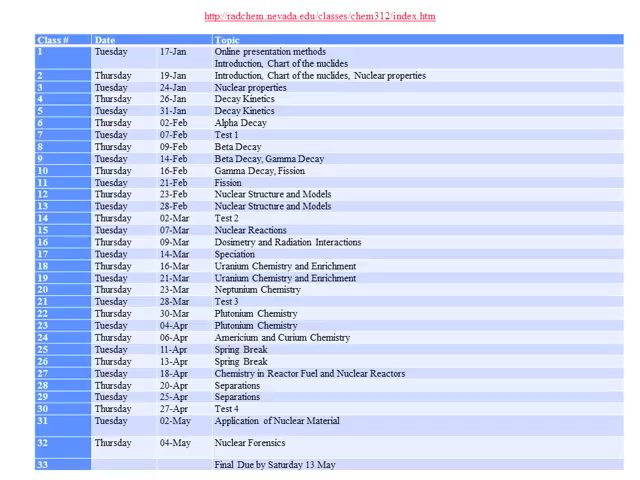 http://radchem.nevada.edu/classes/chem312/index.htm
Class # Date Topic
1 Tuesday 17-Jan Online presentation methods
Introduction, Chart of the nuclides
2 Thursday 19-Jan Introduction, Chart of the nuclides, Nuclear properties
3 Tuesday 24-Jan Nuclear properties
4 Thursday 26-Jan Decay Kinetics
5 Tuesday 31-Jan Decay Kinetics
6 Thursday 02-Feb Alpha Decay
7 Tuesday 07-Feb Test 1
8 Thursday 09-Feb Beta Decay
9 Tuesday 14-Feb Beta Decay, Gamma Decay
10 Thursday 16-Feb Gamma Decay, Fission
11 Tuesday 21-Feb Fission
12 Thursday 23-Feb Nuclear Structure and Models
13 Tuesday 28-Feb Nuclear Structure and Models
14 Thursday 02-Mar Test 2
15 Tuesday 07-Mar Nuclear Reactions
16 Thursday 09-Mar Dosimetry and Radiation Interactions
17 Tuesday 14-Mar Speciation
18 Thursday 16-Mar Uranium Chemistry and Enrichment
19 Tuesday 21-Mar Uranium Chemistry and Enrichment
20 Thursday 23-Mar Neptunium Chemistry
21 Tuesday 28-Mar Test 3
22 Thursday 30-Mar Plutonium Chemistry
23 Tuesday 04-Apr Plutonium Chemistry
24 Thursday 06-Apr Americium and Curium Chemistry
25 Tuesday 11-Apr Spring Break
26 Thursday 13-Apr Spring Break
27 Tuesday 18-Apr Chemistry in Reactor Fuel and Nuclear Reactors
28 Thursday 20-Apr Separations
29 Tuesday 25-Apr Separations
30 Thursday 27-Apr Test 4
31 Tuesday 02-May Application of Nuclear Material
32 Thursday 04-May Nuclear Forensics
33 Final Due by Saturday 13 May